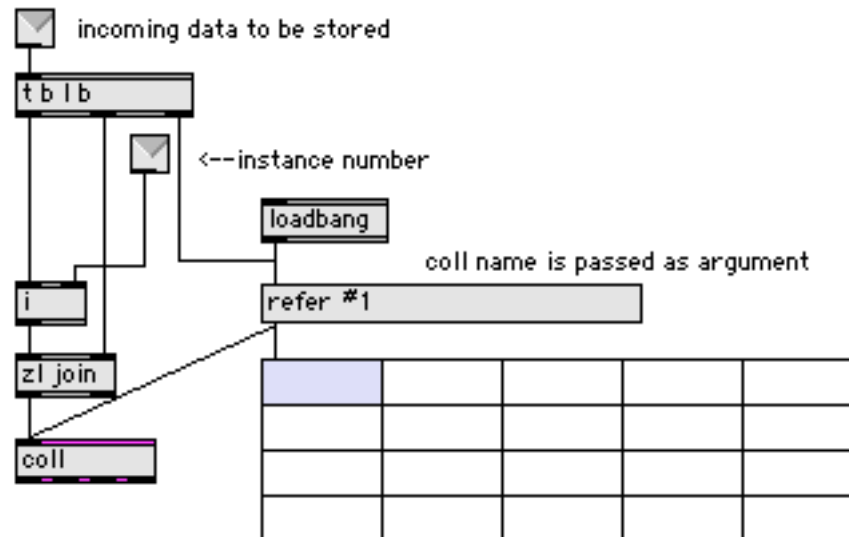 incoming data to be stored
t b l b
<--instance number
loadbang
coll name is passed as argument
refer #1
i
zl join
coll